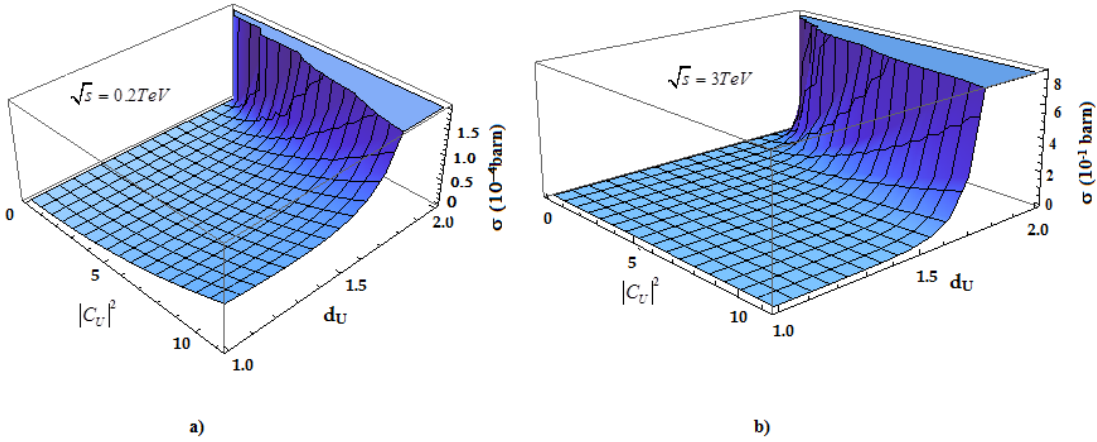 √s = 0.2TeV
1.5
1.0
0.5
0
σ (10⁻⁴barn)
2.0
1.5
d_U
1.0
0
5
10
|C_U|²
a)
√s = 3TeV
8
6
4
2
0
σ (10⁻¹ barn)
2.0
1.5
d_U
1.0
0
5
10
|C_U|²
b)